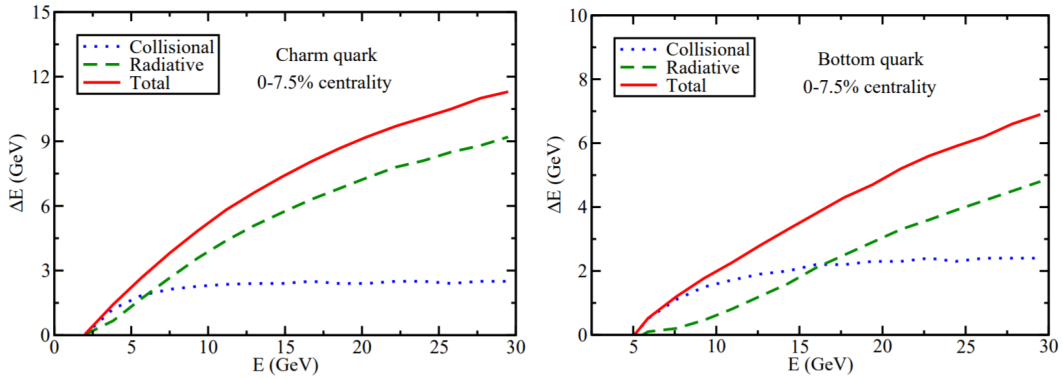 15
12
9
6
3
0
ΔE (GeV)
Collisional
Radiative
Total
Charm quark
0-7.5% centrality
0 5 10 15 20 25 30
E (GeV)
10
8
6
4
2
0
ΔE (GeV)
Collisional
Radiative
Total
Bottom quark
0-7.5% centrality
5 10 15 20 25 30
E (GeV)